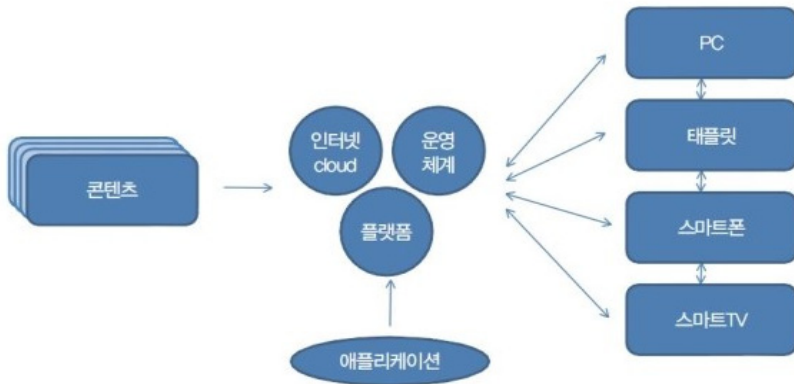 콘텐츠
인터넷
cloud
운영
체계
플랫폼
애플리케이션
PC
태플릿
스마트폰
스마트TV